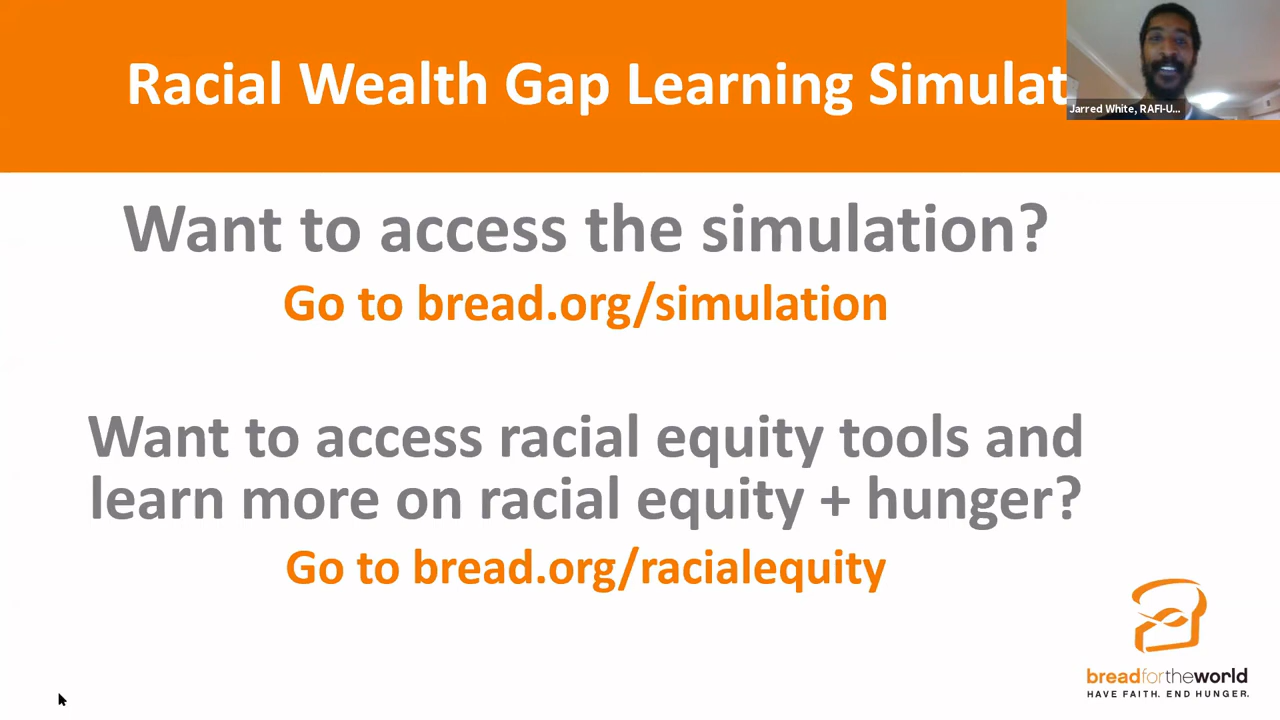 Racial Wealth Gap Learning Simulat
Jarred White, RAFI-U...
Want to access the simulation?
Go to bread.org/simulation
Want to access racial equity tools and
learn more on racial equity + hunger?
Go to bread.org/racialequity
breadfortheworld
HAVE FAITH. END HUNGER.